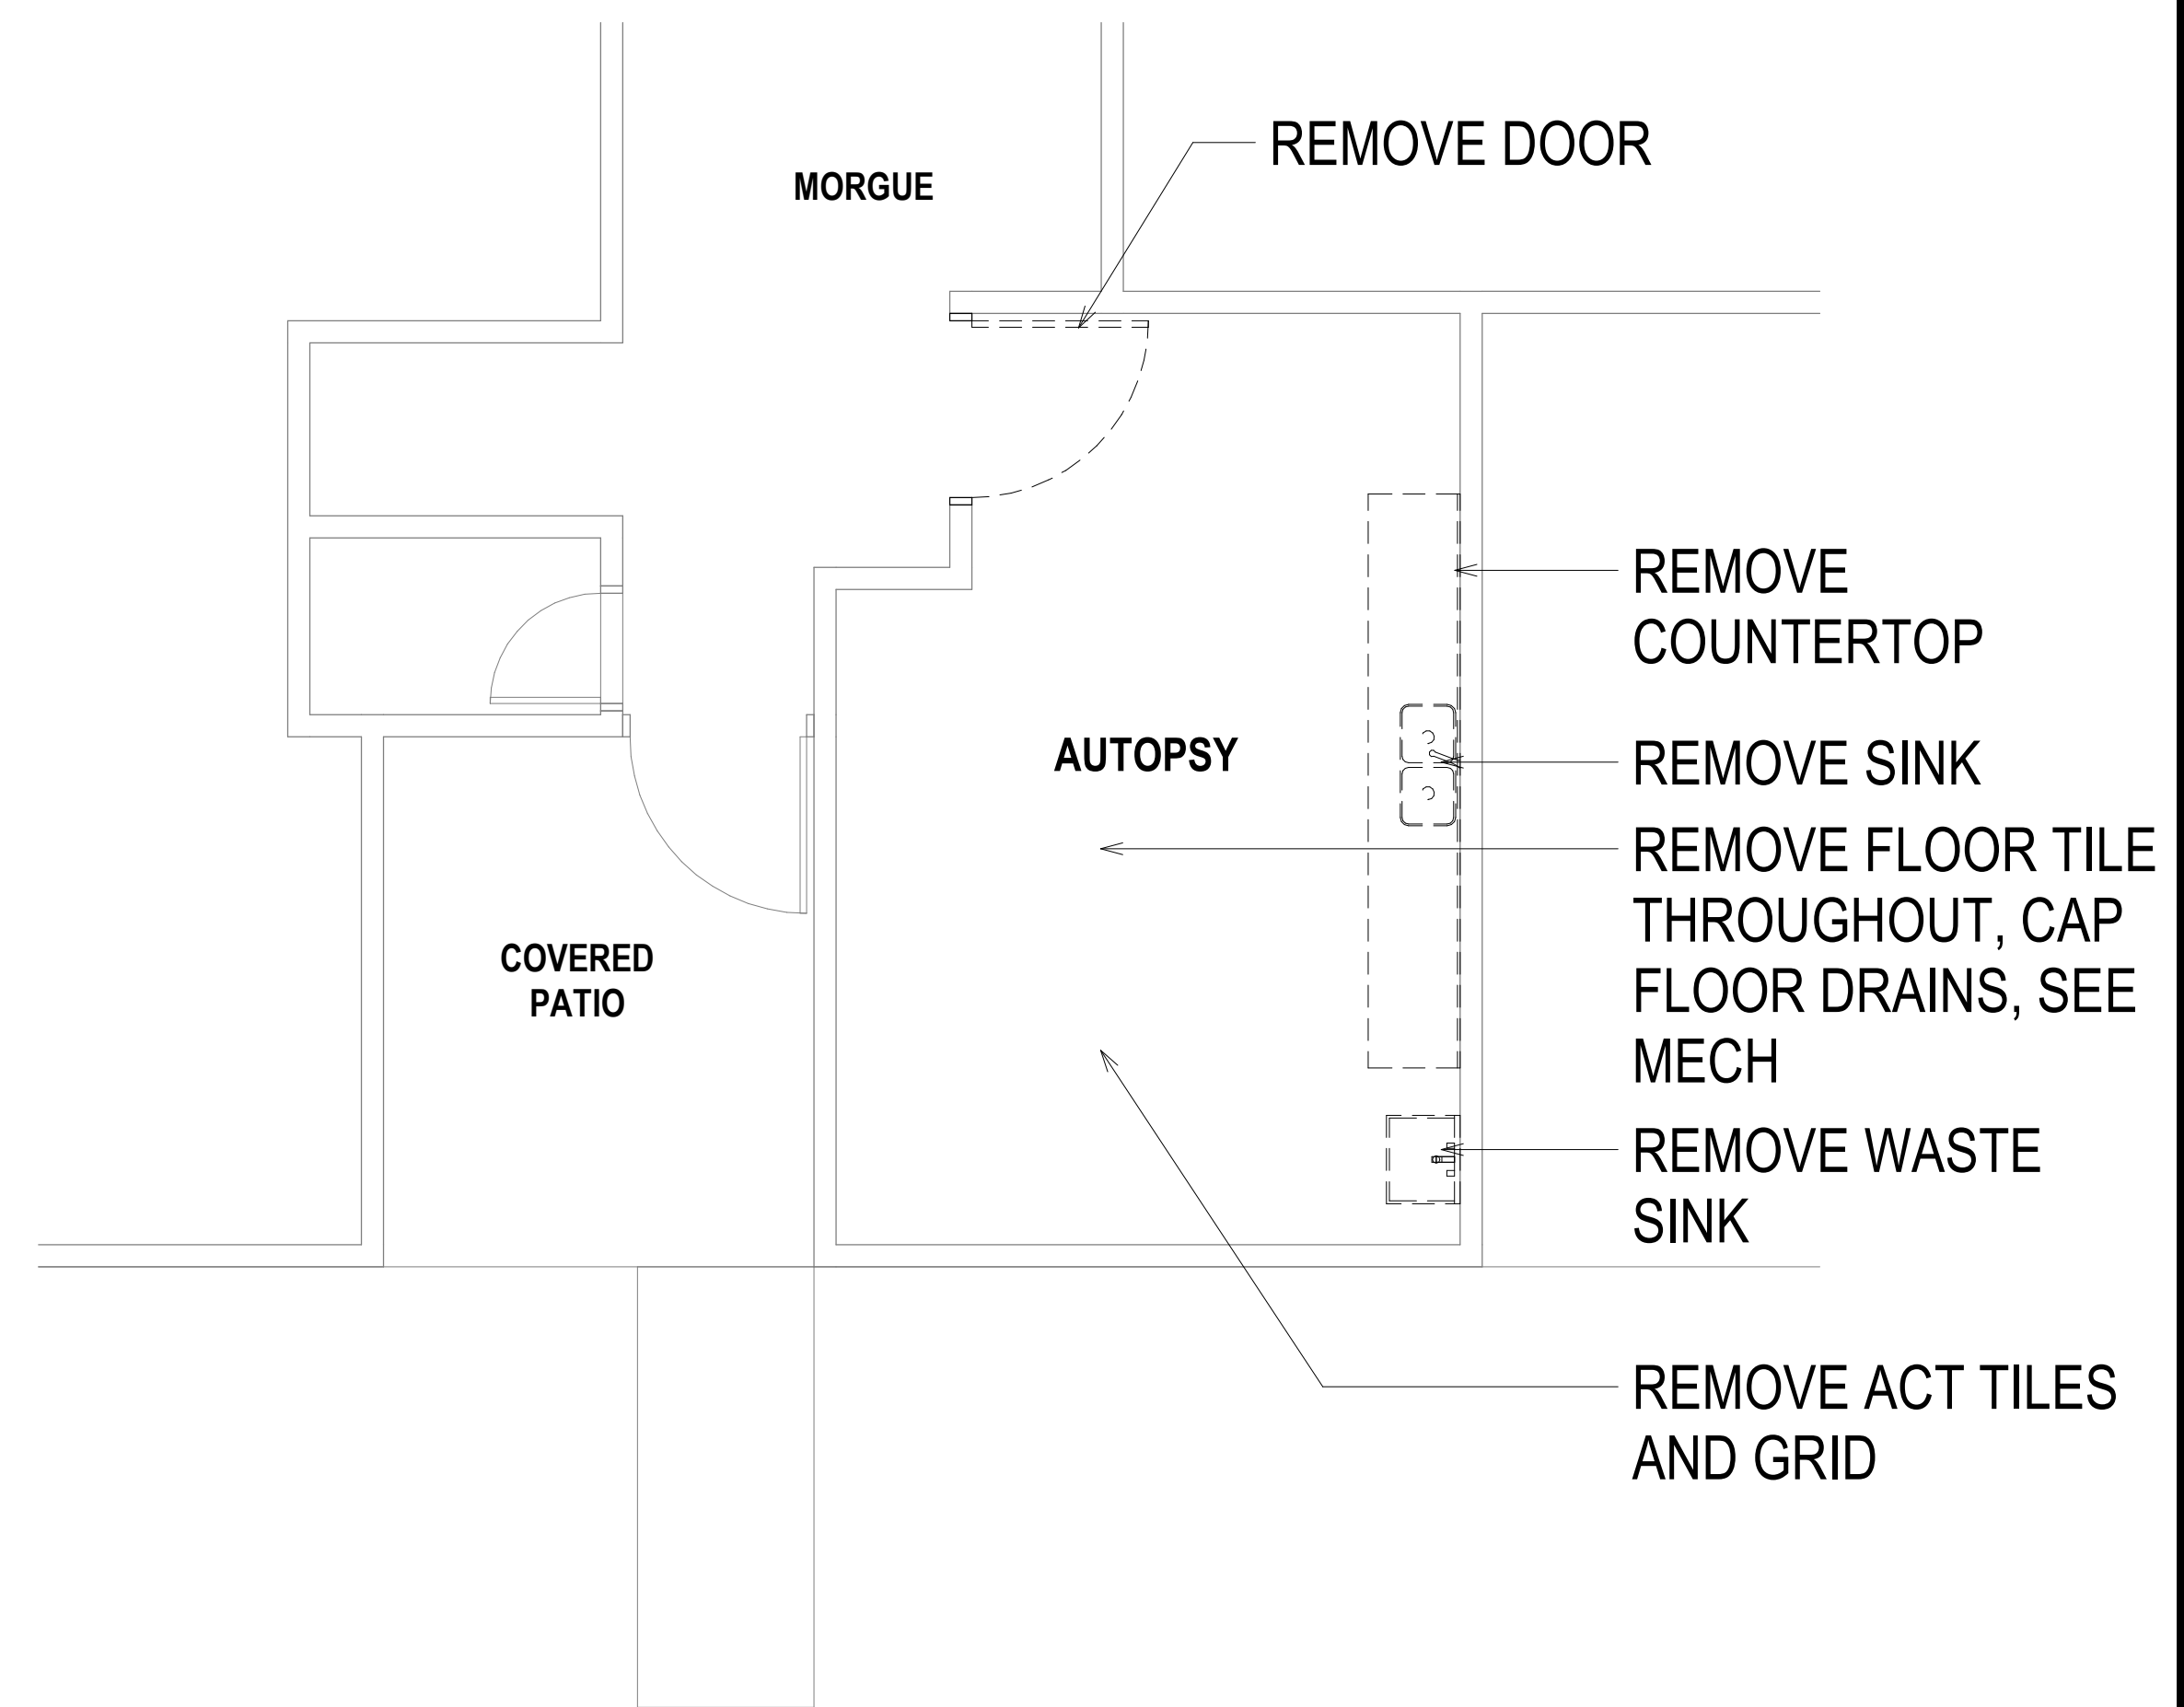 REMOVE DOOR
MORGUE
REMOVE
COUNTERTOP
AUTOPSY
REMOVE SINK
REMOVE FLOOR TILE
THROUGHOUT, CAP
FLOOR DRAINS, SEE
MECH
COVERED
PATIO
REMOVE WASTE
SINK
REMOVE ACT TILES
AND GRID